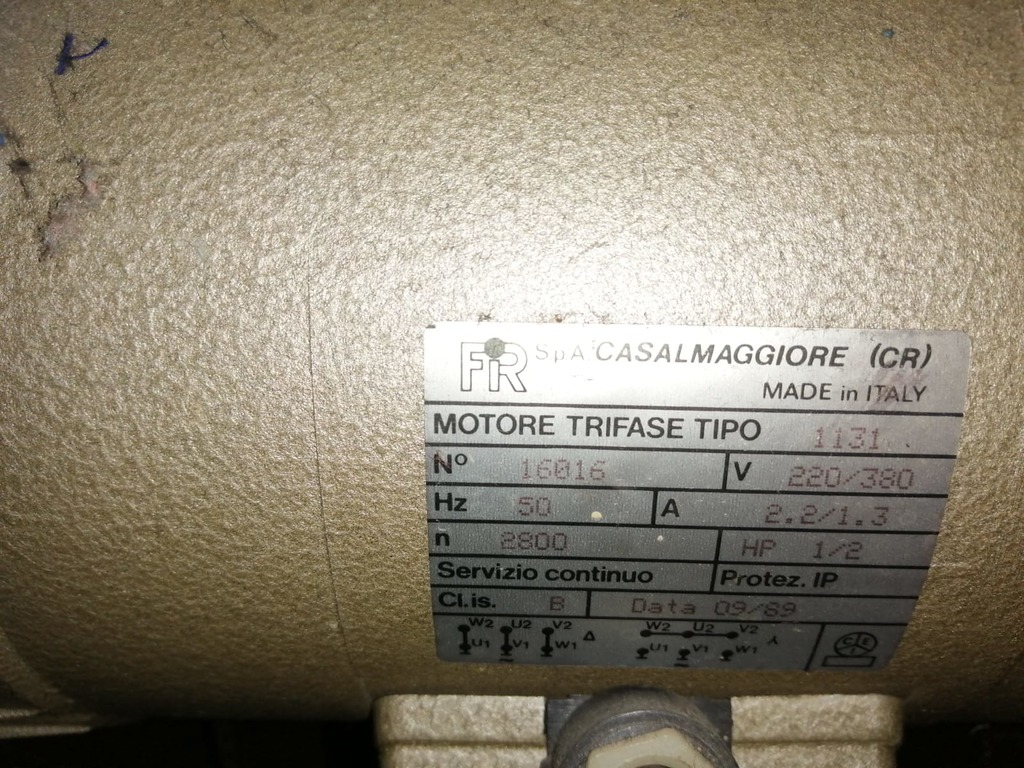 FIR SpA CASALMAGGIORE (CR)
MADE in ITALY
MOTORE TRIFASE TIPO 1131
Nº 16016 V 220/380
Hz 50 A 2.2/1.3
n 2800 HP 1/2
Servizio continuo Protez. IP
Cl.is. B Data 09/89
W2 U2 V2 Δ W2 U2 V2
U1 V1 W1 U1 V1 W1